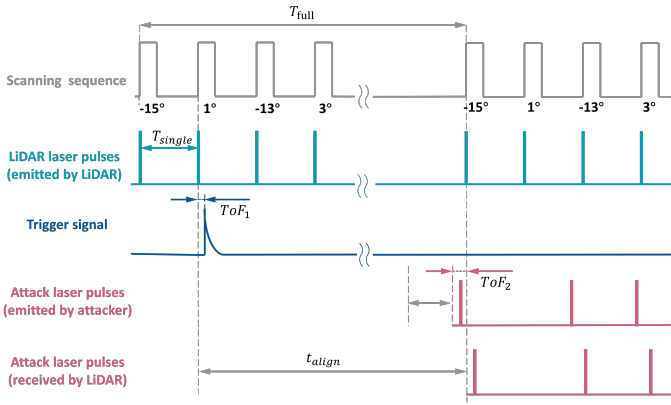 T_full
Scanning sequence
-15° 1° -13° 3° -15° 1° -13° 3°
T_single
LiDAR laser pulses
(emitted by LiDAR)
ToF_1
Trigger signal
ToF_2
Attack laser pulses
(emitted by attacker)
t_align
Attack laser pulses
(received by LiDAR)